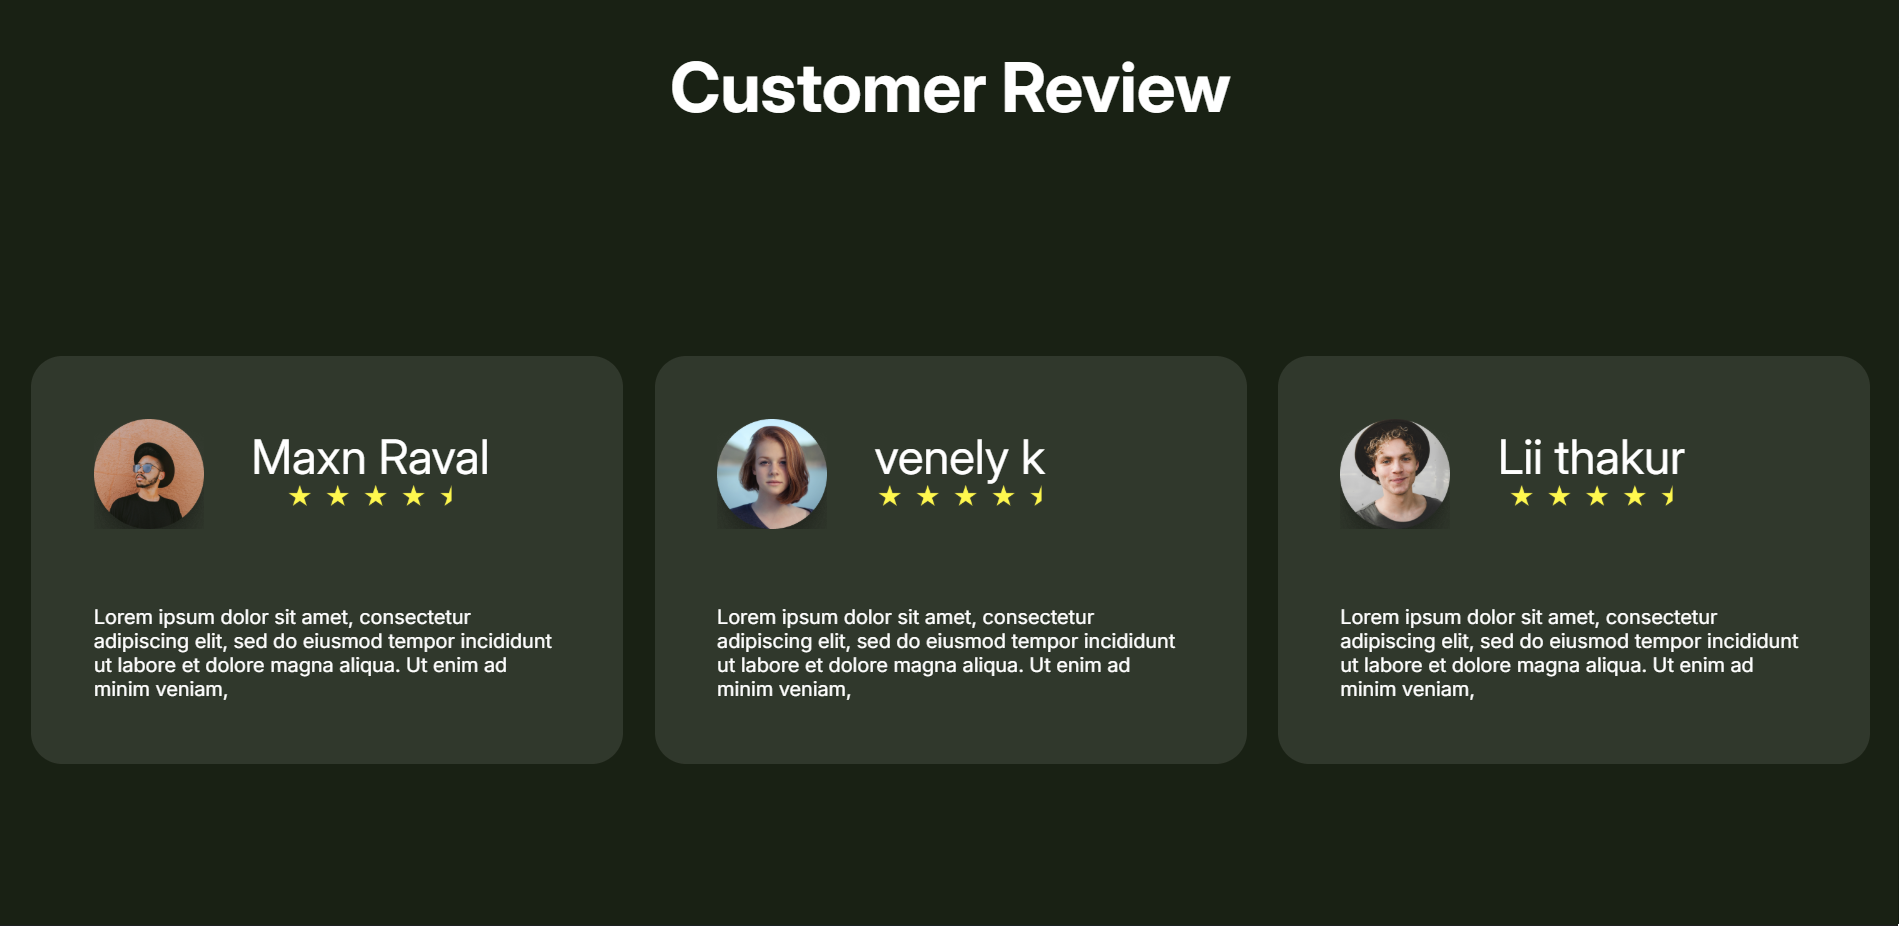 Customer Review
Maxn Raval
Lorem ipsum dolor sit amet, consectetur
adipiscing elit, sed do eiusmod tempor incididunt
ut labore et dolore magna aliqua. Ut enim ad
minim veniam,
venely k
Lorem ipsum dolor sit amet, consectetur
adipiscing elit, sed do eiusmod tempor incididunt
ut labore et dolore magna aliqua. Ut enim ad
minim veniam,
Lii thakur
Lorem ipsum dolor sit amet, consectetur
adipiscing elit, sed do eiusmod tempor incididunt
ut labore et dolore magna aliqua. Ut enim ad
minim veniam,